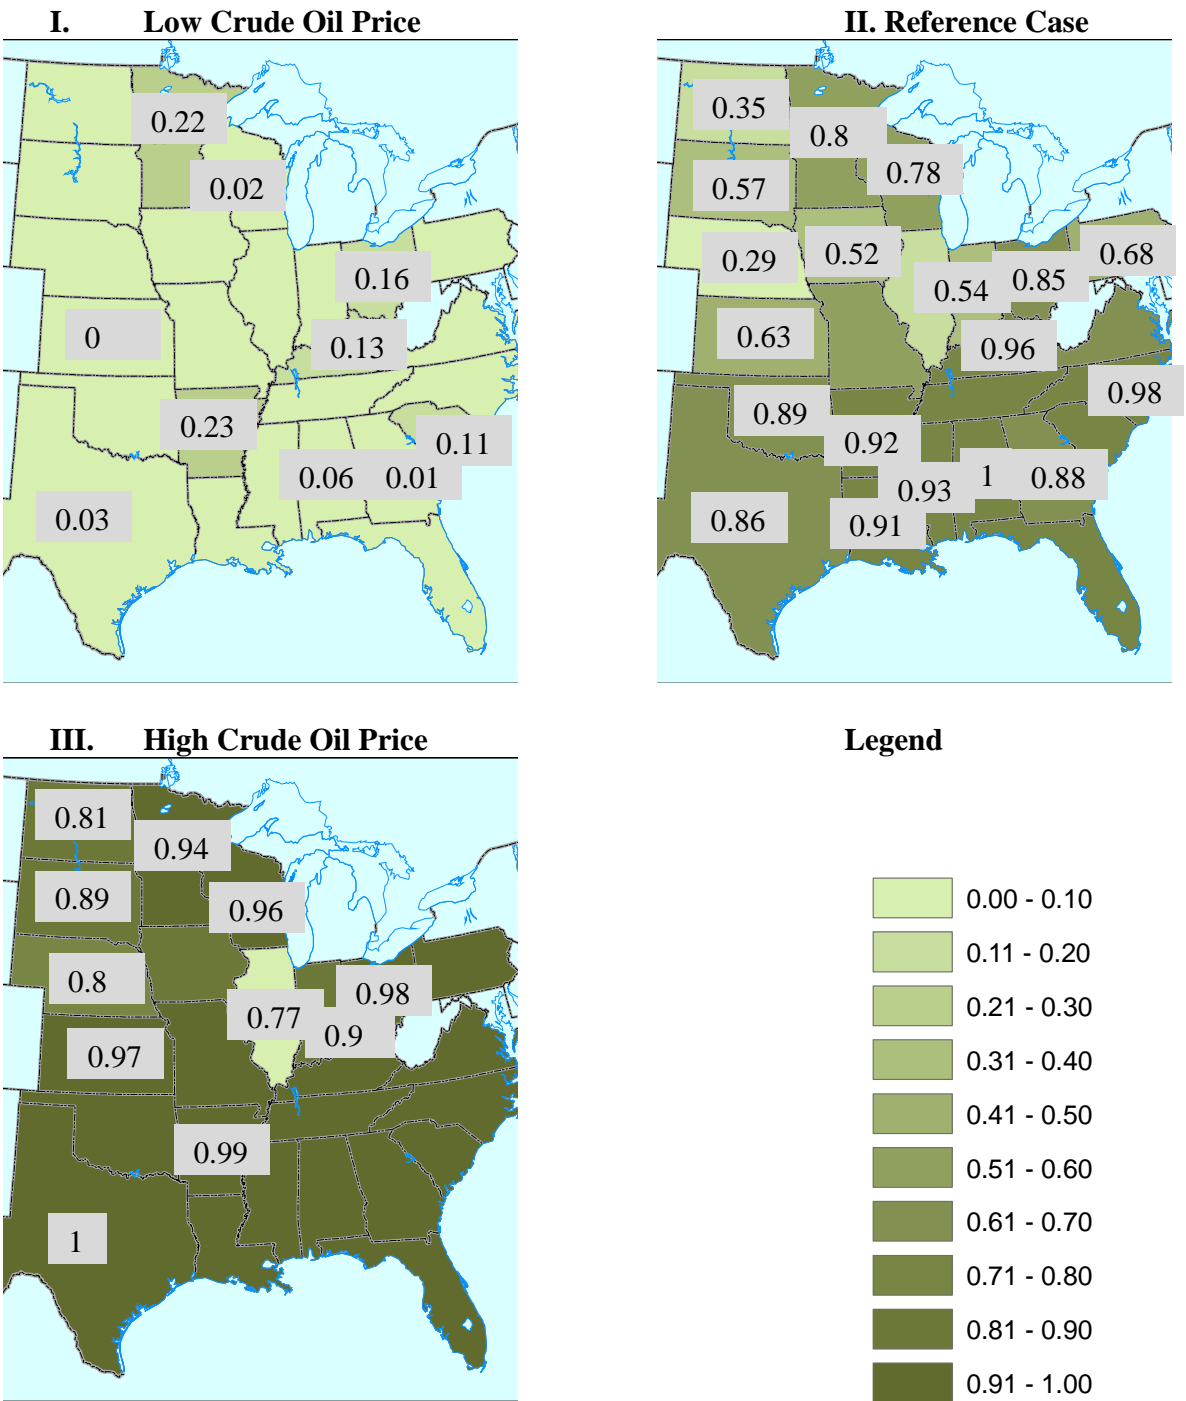 I. Low Crude Oil Price
0.22
0.02
0.16
0
0.13
0.23
0.11
0.06
0.01
0.03
II. Reference Case
0.35
0.8
0.78
0.57
0.52
0.68
0.29
0.85
0.54
0.63
0.96
0.98
0.89
0.92
1
0.88
0.93
0.86
0.91
III. High Crude Oil Price
0.81
0.94
0.89
0.96
0.8
0.98
0.77
0.9
0.97
0.99
1
Legend
0.00 - 0.10
0.11 - 0.20
0.21 - 0.30
0.31 - 0.40
0.41 - 0.50
0.51 - 0.60
0.61 - 0.70
0.71 - 0.80
0.81 - 0.90
0.91 - 1.00